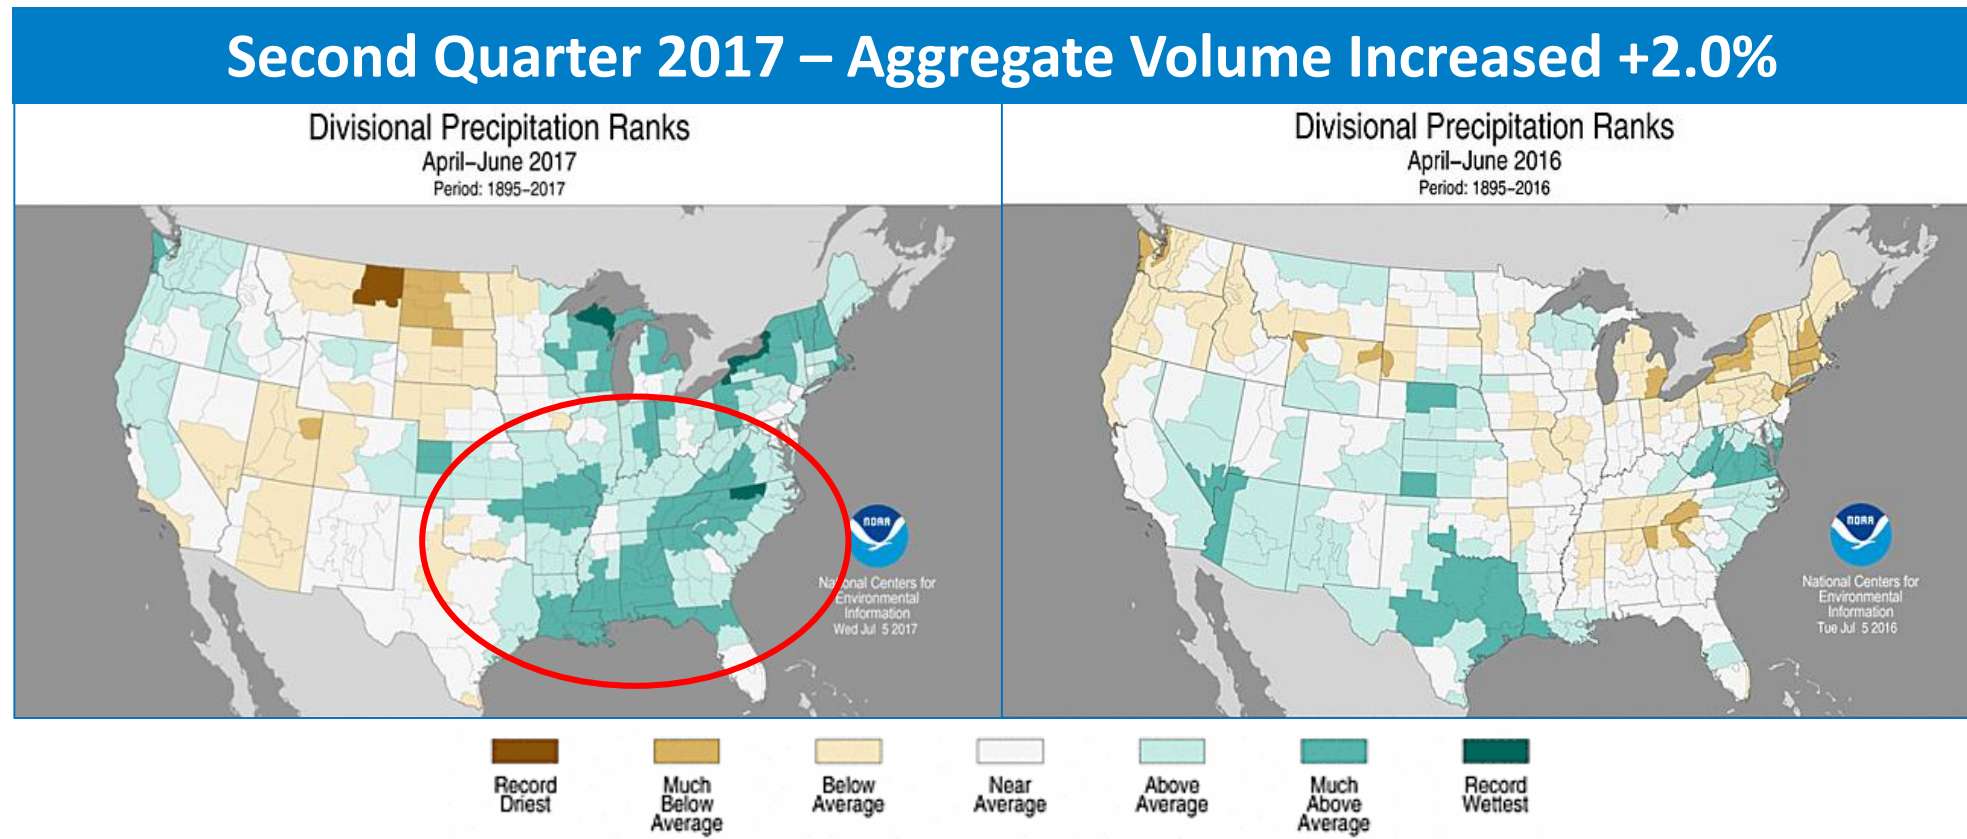 Second Quarter 2017 – Aggregate Volume Increased +2.0%
Divisional Precipitation Ranks
April–June 2017
Period: 1895–2017
NOAA
National Centers for
Environmental
Information
Wed Jul 5 2017
Divisional Precipitation Ranks
April–June 2016
Period: 1895–2016
NOAA
National Centers for
Environmental
Information
Tue Jul 5 2016
Record
Driest
Much
Below
Average
Below
Average
Near
Average
Above
Average
Much
Above
Average
Record
Wettest